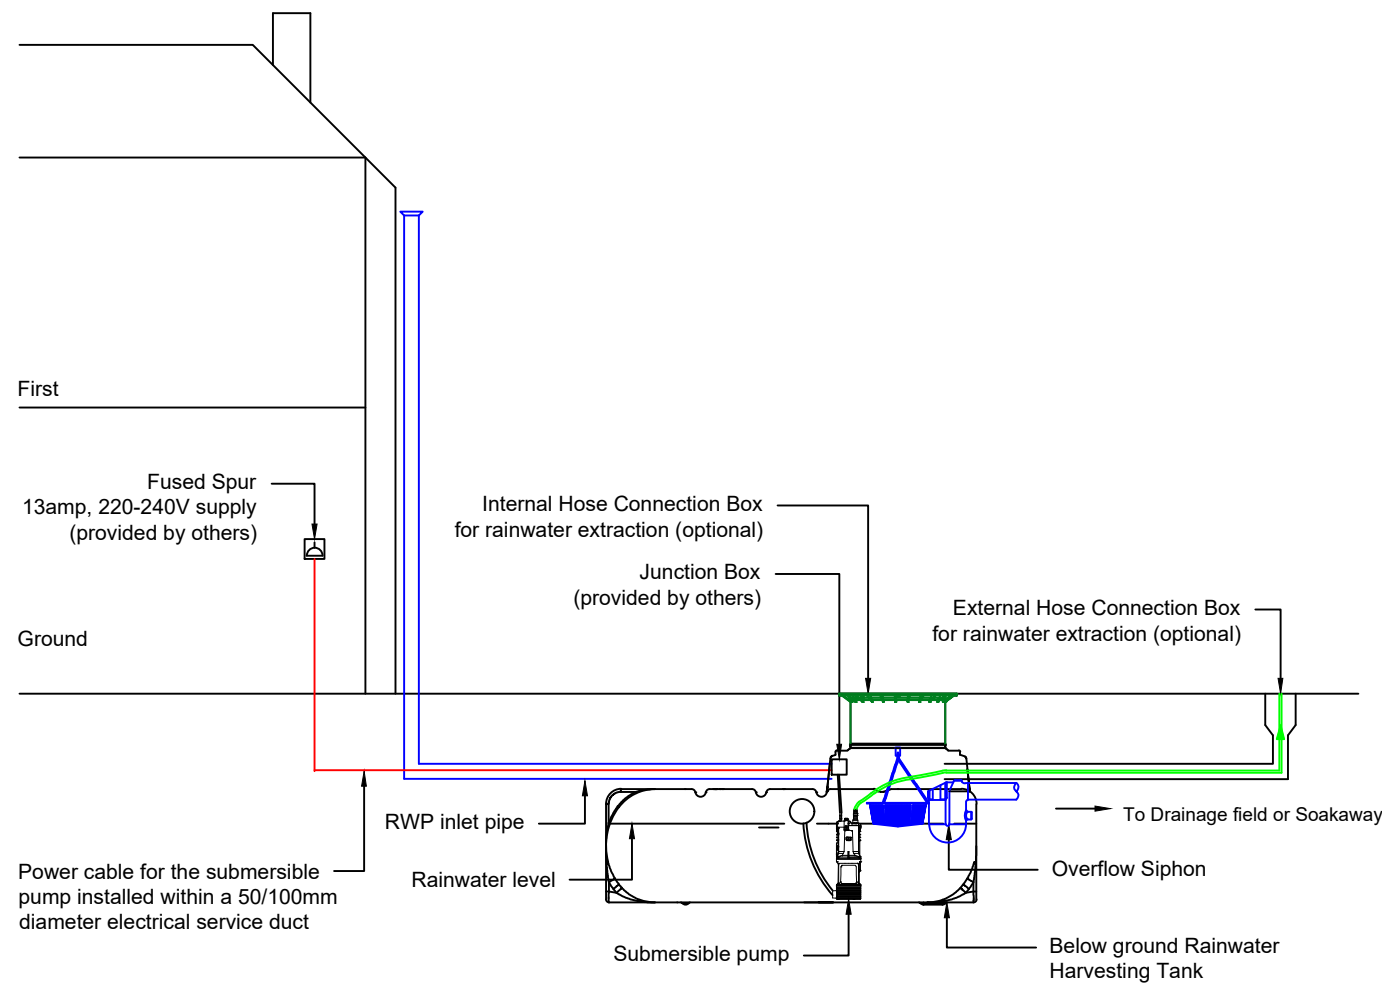 First
Fused Spur
13amp, 220-240V supply
(provided by others)
Internal Hose Connection Box
for rainwater extraction (optional)
Junction Box
(provided by others)
External Hose Connection Box
for rainwater extraction (optional)
Ground
RWP inlet pipe
To Drainage field or Soakaway
Power cable for the submersible
pump installed within a 50/100mm
diameter electrical service duct
Rainwater level
Overflow Siphon
Submersible pump
Below ground Rainwater
Harvesting Tank